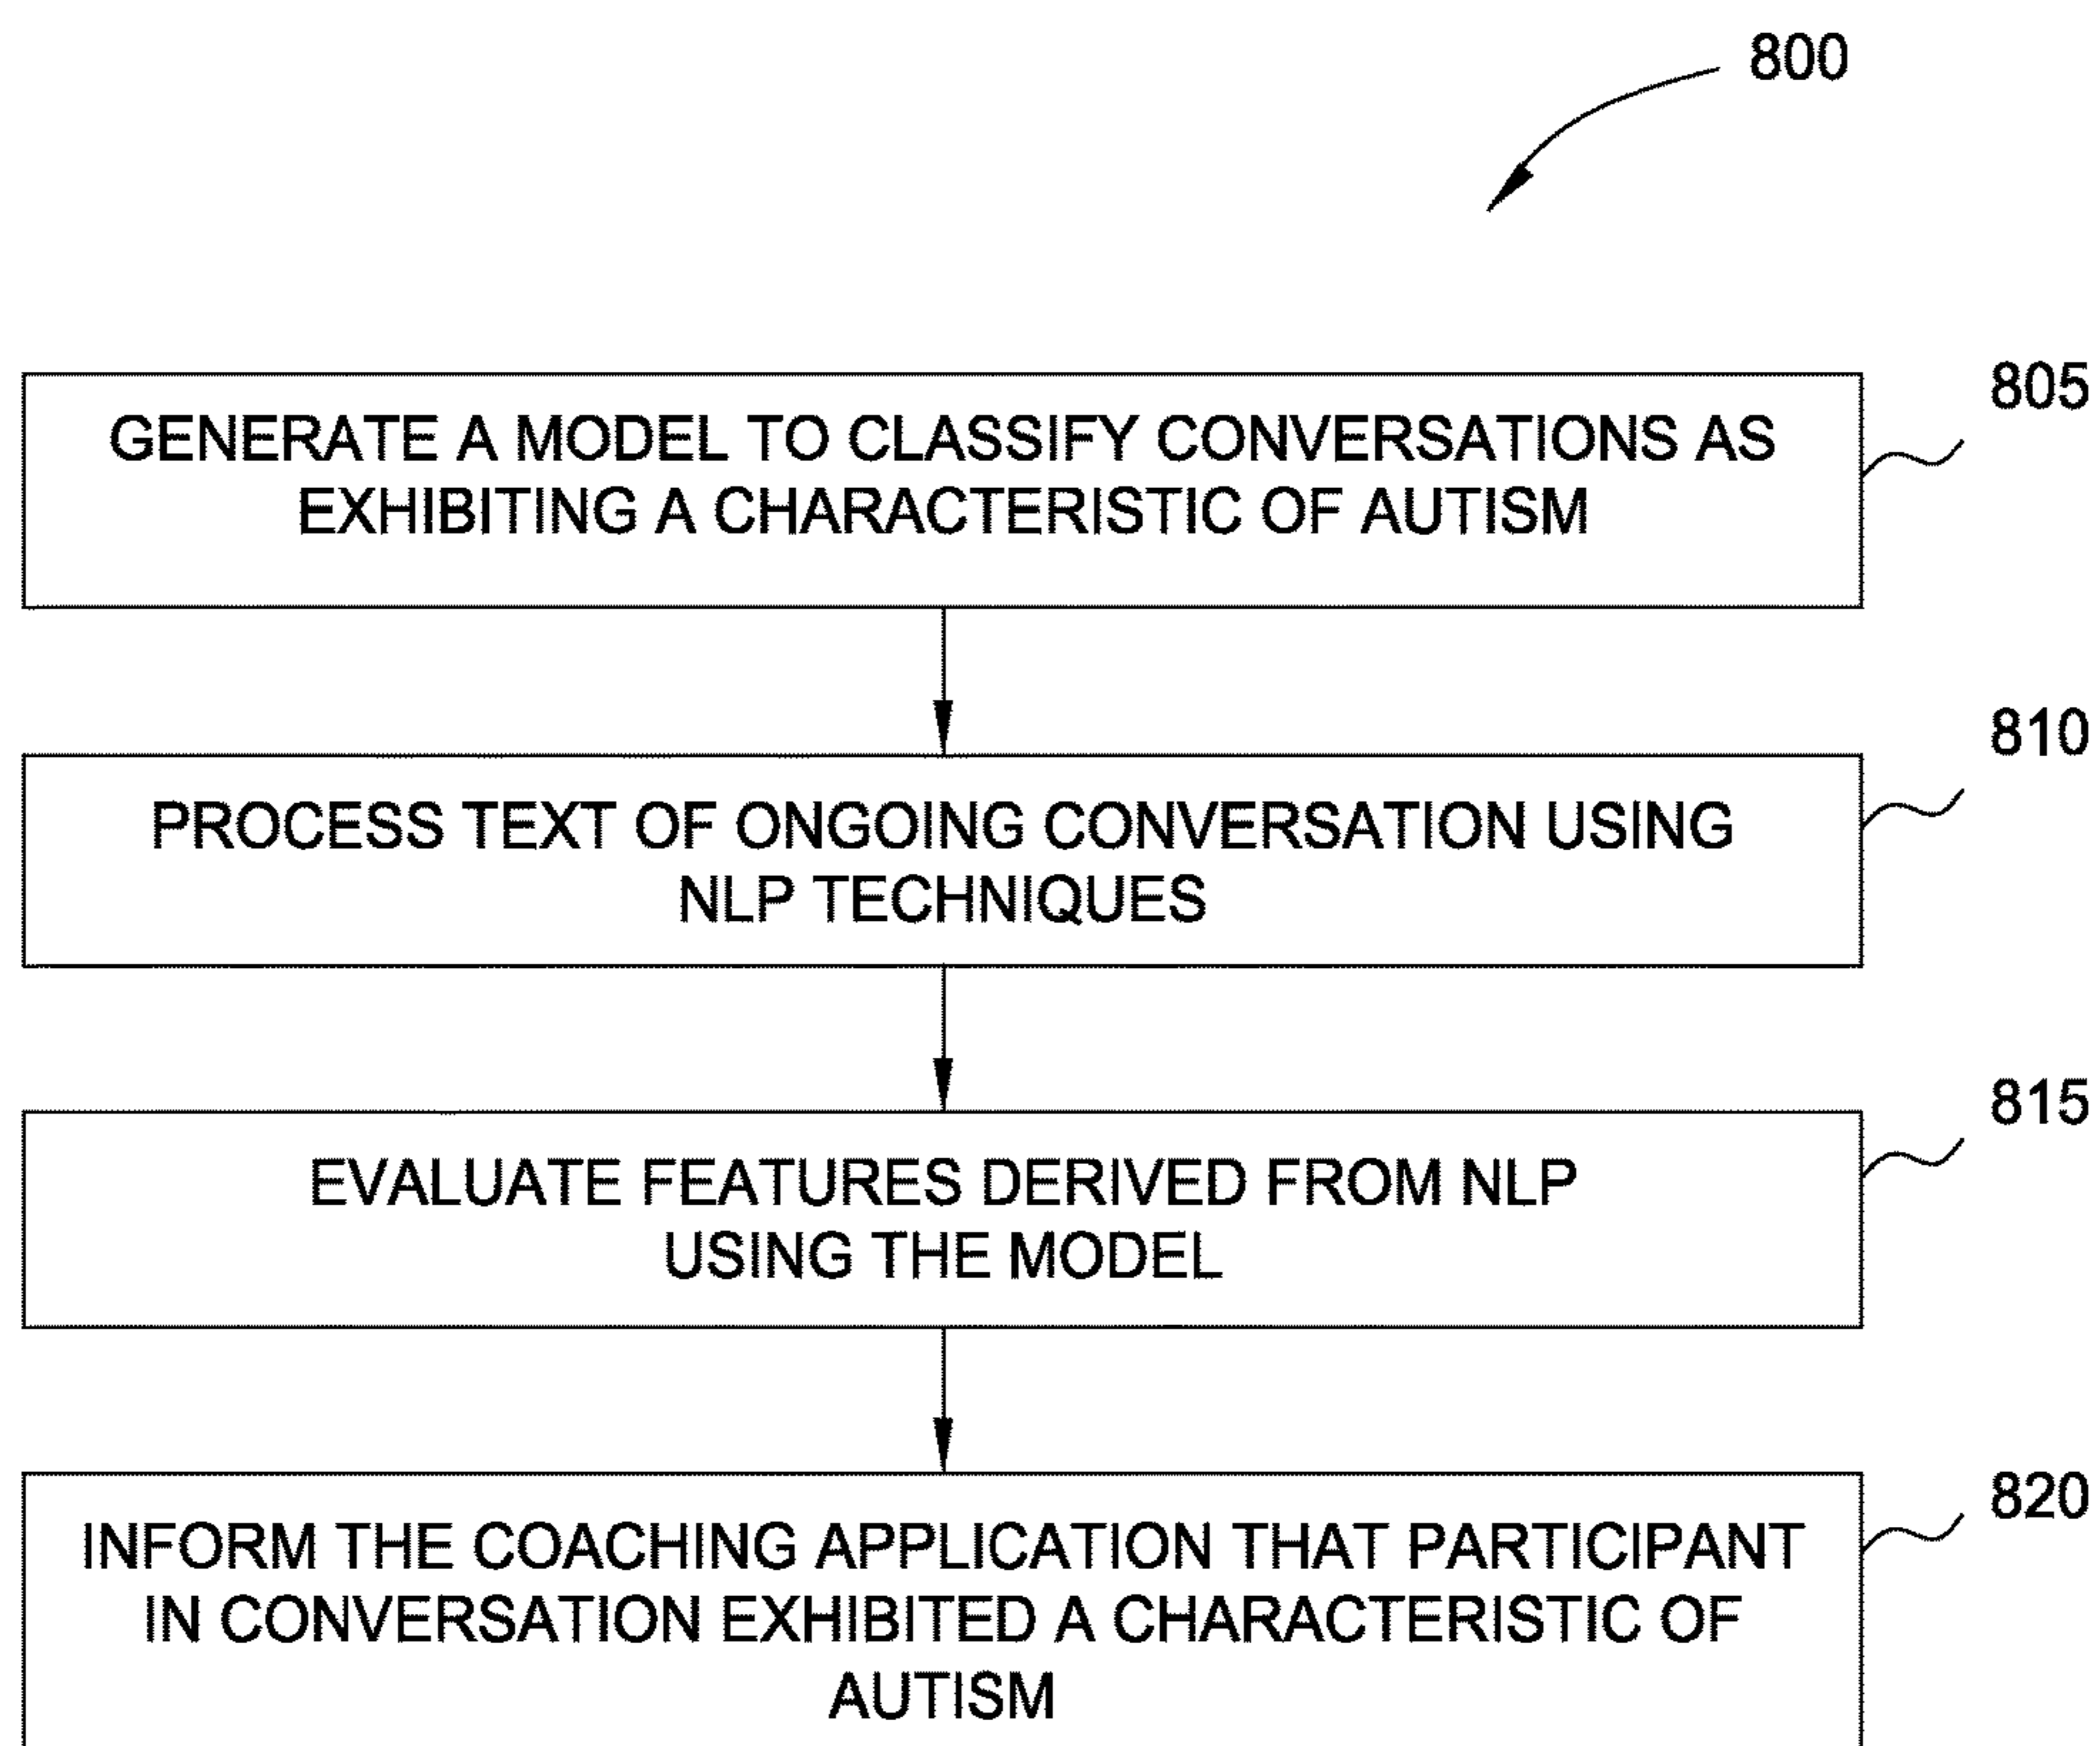 800
805
GENERATE A MODEL TO CLASSIFY CONVERSATIONS AS
EXHIBITING A CHARACTERISTIC OF AUTISM
810
PROCESS TEXT OF ONGOING CONVERSATION USING
NLP TECHNIQUES
815
EVALUATE FEATURES DERIVED FROM NLP
USING THE MODEL
820
INFORM THE COACHING APPLICATION THAT PARTICIPANT
IN CONVERSATION EXHIBITED A CHARACTERISTIC OF
AUTISM